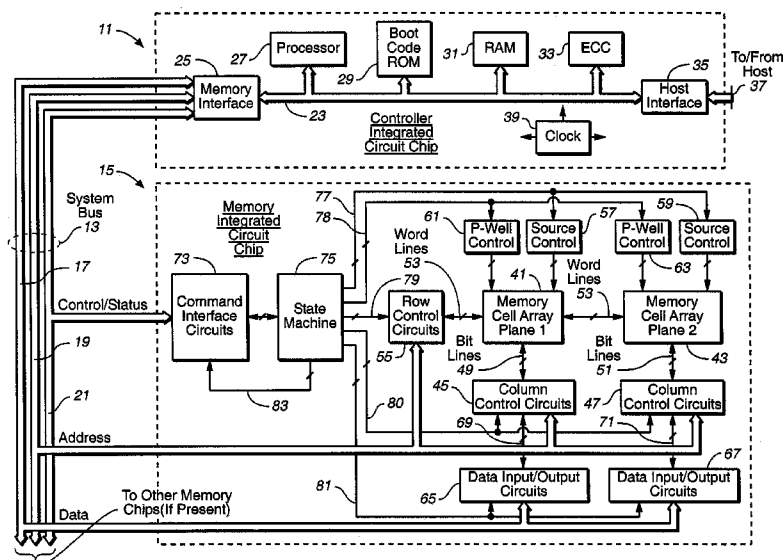 11
25
Memory
Interface
27
Processor
29
Boot
Code
ROM
31
RAM
33
ECC
35
Host
Interface
To/From
Host
37
23
Controller
Integrated
Circuit Chip
39
Clock
15
System
Bus
13
17
19
21
Control/Status
Address
Data
To Other Memory
Chips(If Present)
Memory
Integrated
Circuit
Chip
73
Command
Interface
Circuits
75
State
Machine
83
77
78
79
80
81
Word
Lines
53
Row
Control
Circuits
55
61
P-Well
Control
Source
Control
57
P-Well
Control
63
59
Source
Control
41
Memory
Cell Array
Plane 1
Word
Lines
53
Memory
Cell Array
Plane 2
43
Bit
Lines
49
Bit
Lines
51
45
Column
Control Circuits
47
Column
Control Circuits
69
71
65
Data Input/Output
Circuits
67
Data Input/Output
Circuits